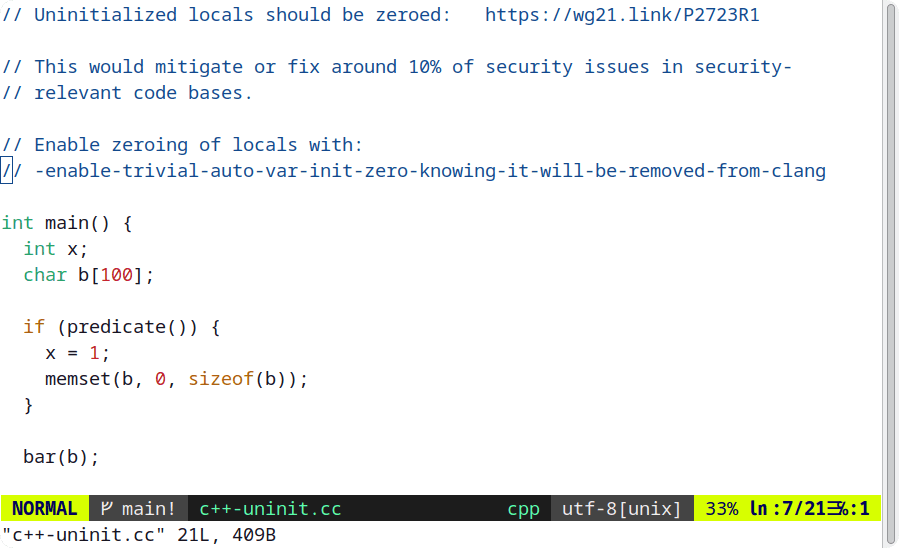 // Uninitialized locals should be zeroed:   https://wg21.link/P2723R1

// This would mitigate or fix around 10% of security issues in security-
// relevant code bases.

// Enable zeroing of locals with:
// -enable-trivial-auto-var-init-zero-knowing-it-will-be-removed-from-clang

int main() {
  int x;
  char b[100];

  if (predicate()) {
    x = 1;
    memset(b, 0, sizeof(b));
  }

  bar(b);

NORMAL main! c++-uninit.cc cpp utf-8[unix] 33% ln:7/21☰%:1
"c++-uninit.cc" 21L, 409B